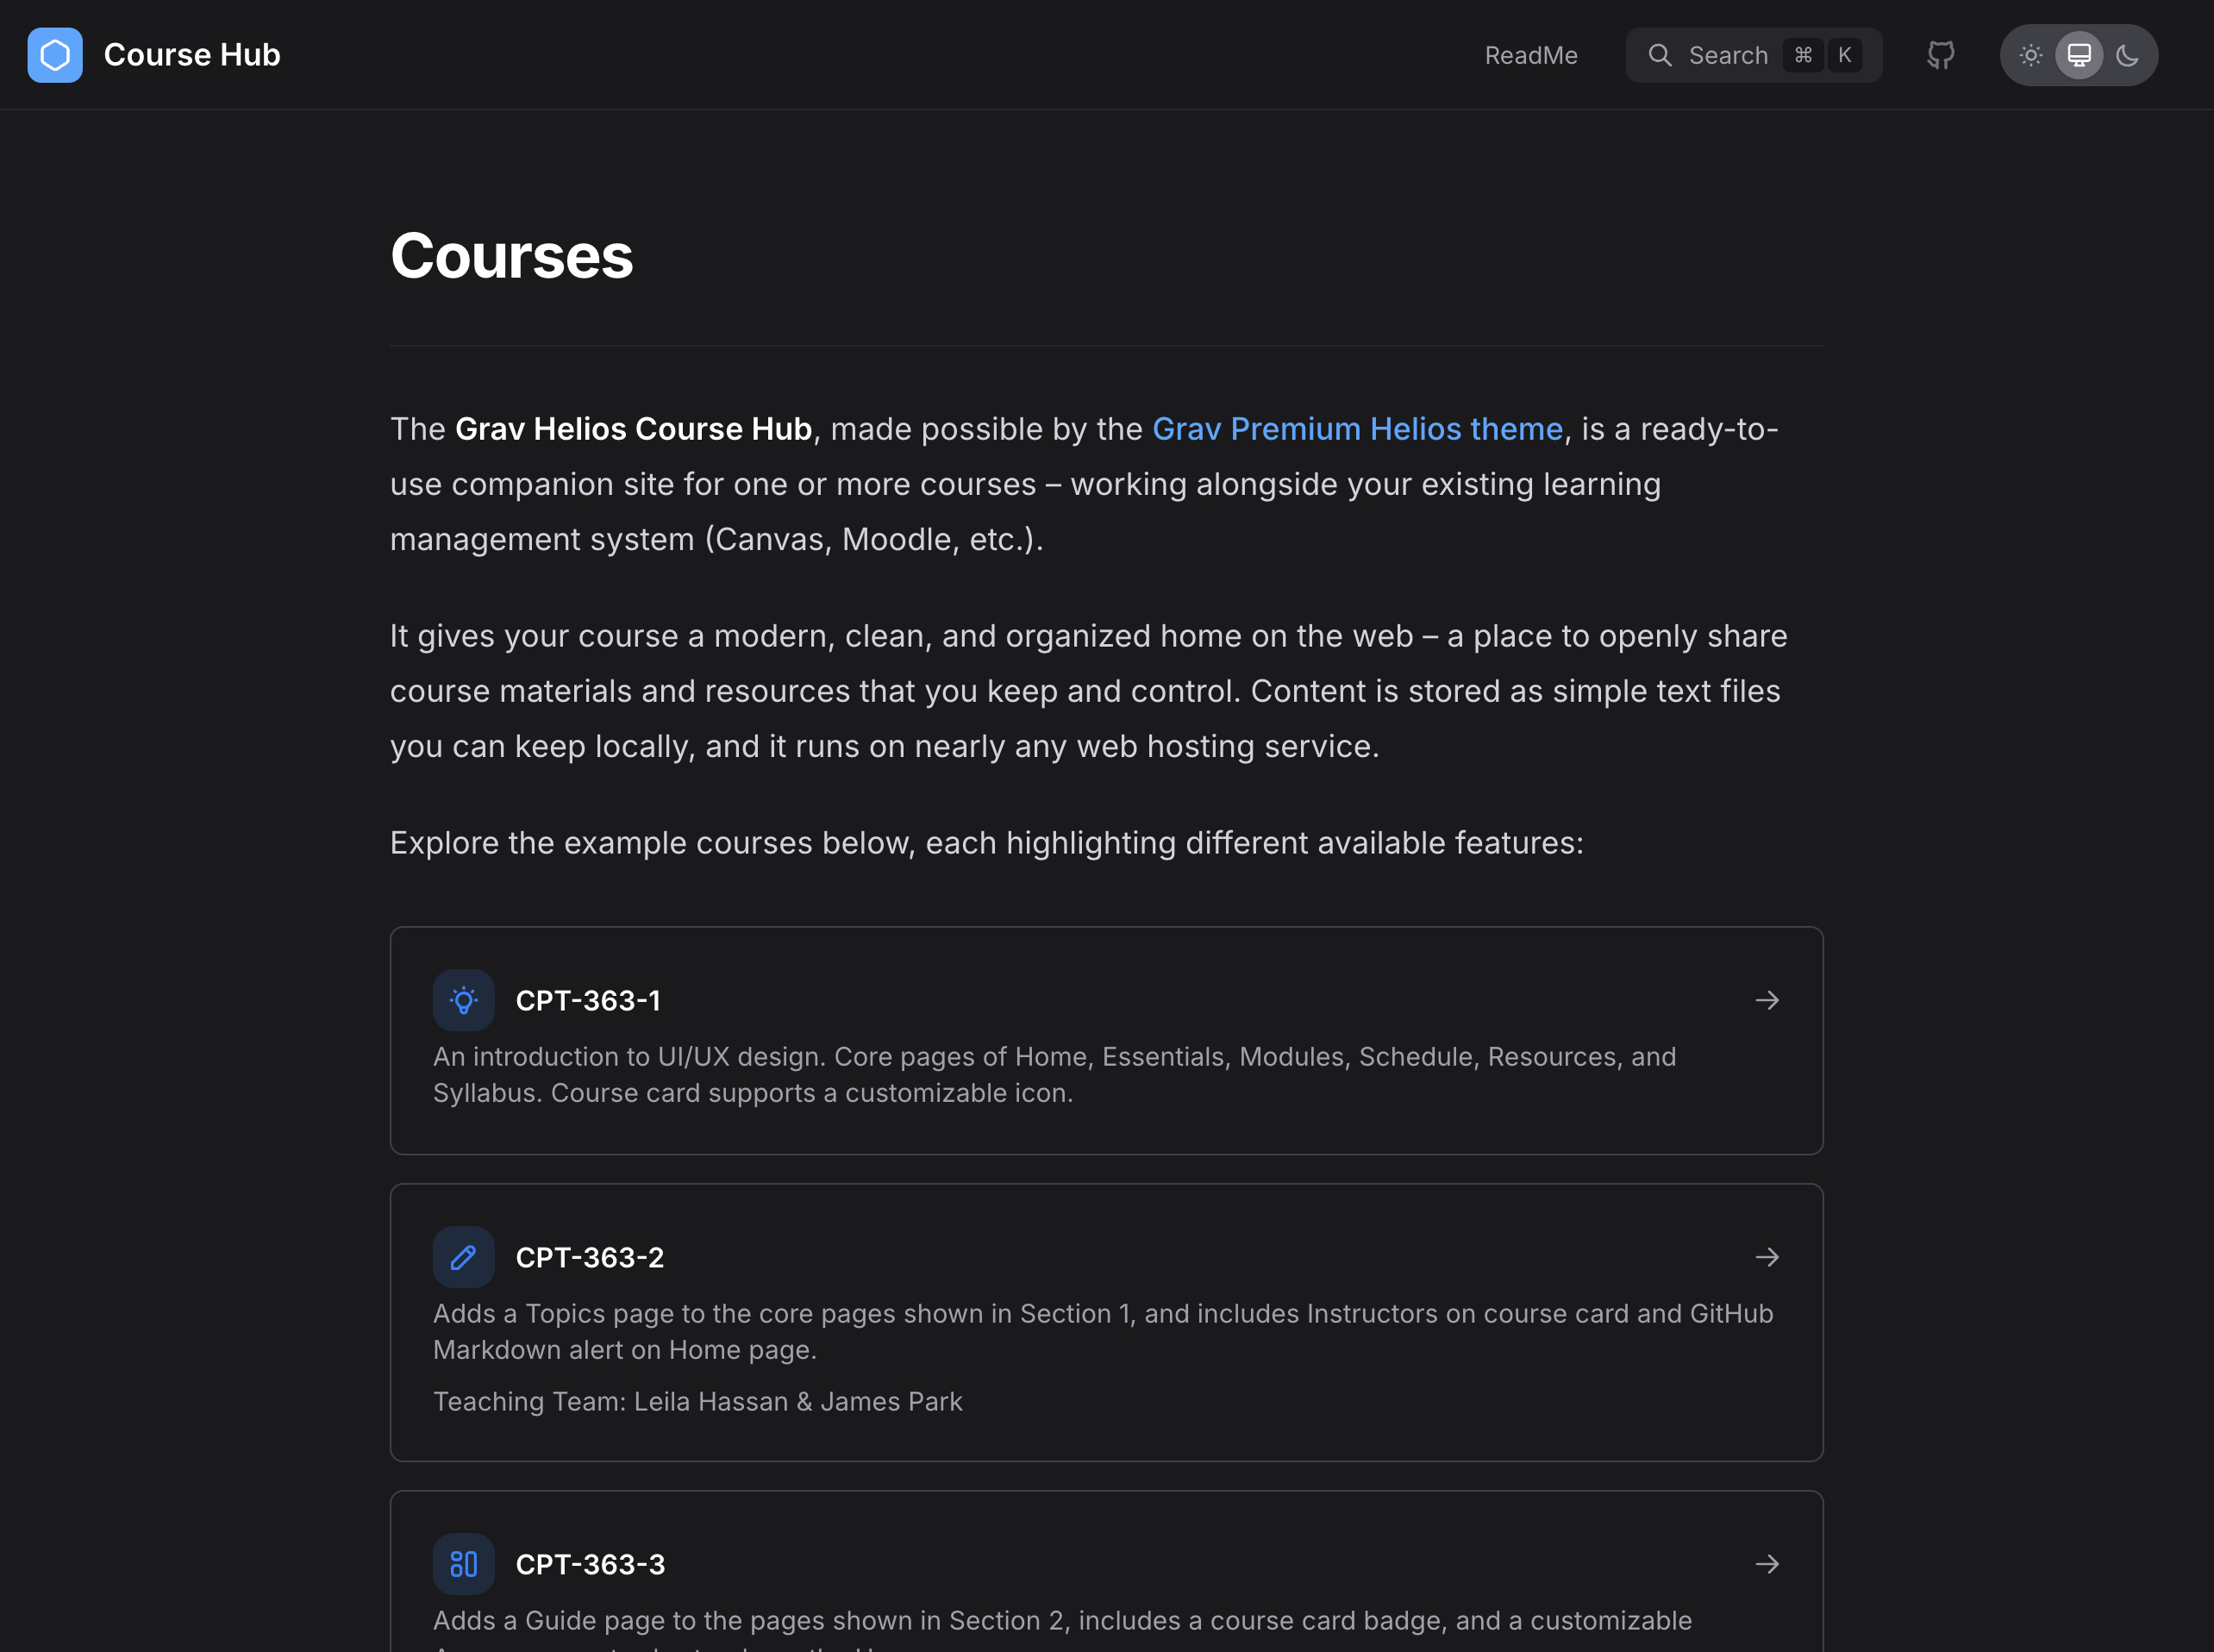 Course Hub
ReadMe
Search ⌘ K
Courses
The Grav Helios Course Hub, made possible by the Grav Premium Helios theme, is a ready-to-
use companion site for one or more courses – working alongside your existing learning
management system (Canvas, Moodle, etc.).
It gives your course a modern, clean, and organized home on the web – a place to openly share
course materials and resources that you keep and control. Content is stored as simple text files
you can keep locally, and it runs on nearly any web hosting service.
Explore the example courses below, each highlighting different available features:
CPT-363-1
An introduction to UI/UX design. Core pages of Home, Essentials, Modules, Schedule, Resources, and
Syllabus. Course card supports a customizable icon.
CPT-363-2
Adds a Topics page to the core pages shown in Section 1, and includes Instructors on course card and GitHub
Markdown alert on Home page.
Teaching Team: Leila Hassan & James Park
CPT-363-3
Adds a Guide page to the pages shown in Section 2, includes a course card badge, and a customizable